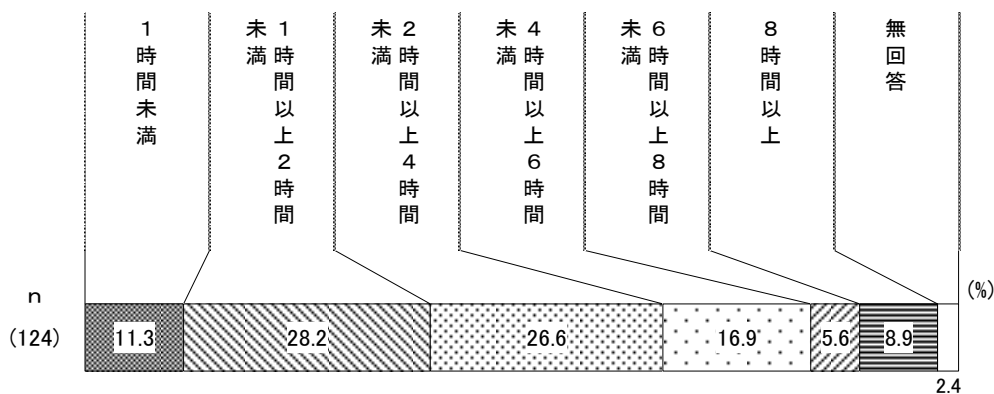 １時間未満
１時間以上２時間
未満
２時間以上４時間
未満
４時間以上６時間
未満
６時間以上８時間
未満
８時間以上
無回答
(%)
ｎ
(124)
11.3
28.2
26.6
16.9
5.6
8.9
2.4